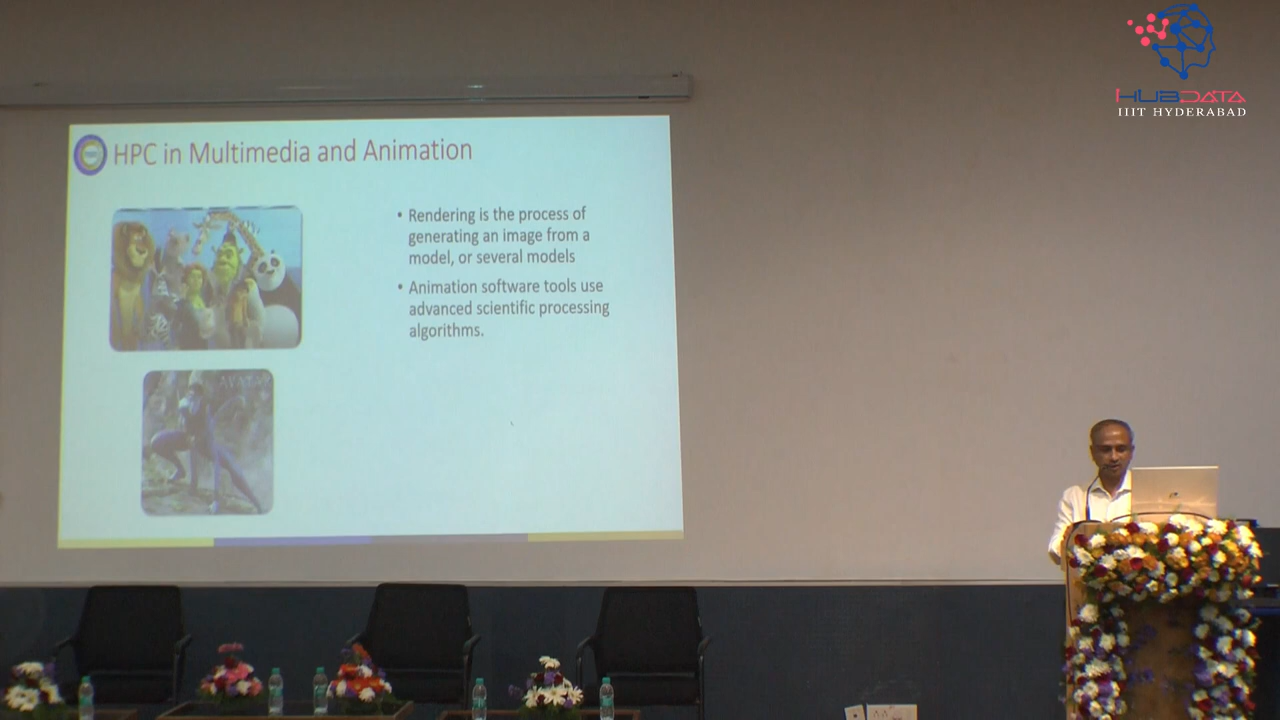 HUBDATA
IIIT HYDERABAD
HPC in Multimedia and Animation
• Rendering is the process of
generating an image from a
model, or several models
• Animation software tools use
advanced scientific processing
algorithms.
AVATAR